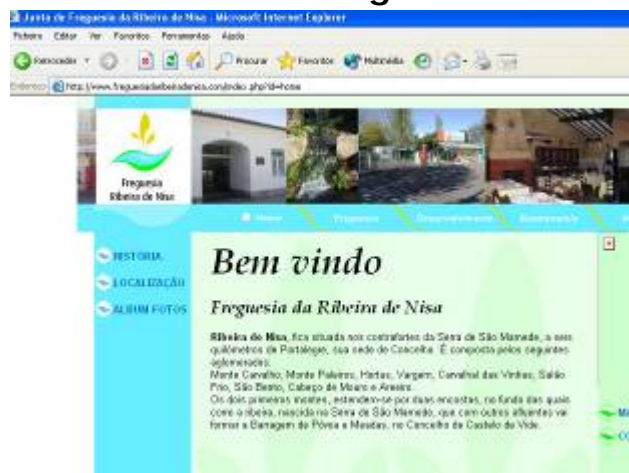 Junta de Freguesia da Ribeira de Nisa - Microsoft Internet Explorer
Ficheiro Editar Ver Favoritos Ferramentas Ajuda
Retroceder Procurar Favoritos Multimédia
Endereço http://www.freguesiadaribeiradenisa.com/index.php?id=home
Freguesia
Ribeira de Nisa
Home Freguesia Desenvolvimento
HISTORIA
LOCALIZAÇÃO
ALBUM FOTOS
Bem vindo
Freguesia da Ribeira de Nisa
Ribeira de Nisa, fica situada nos contrafortes da Serra de São Mamede, a seis
quilómetros de Portalegre, sua sede de Concelho. É composta pelos seguintes
aglomerados:
Monte Carvalho, Monte Paleiros, Hortas, Vargem, Carvalhal das Vinhas, Salão
Frio, São Bento, Cabeço de Mouro e Areeiro.
Os dois primeiros montes, estendem-se por duas encostas, no fundo das quais
corre a ribeira, nascida na Serra de São Mamede, que com outros afluentes vai
formar a Barragem de Póvoa e Meadas, no Concelho de Castelo de Vide.